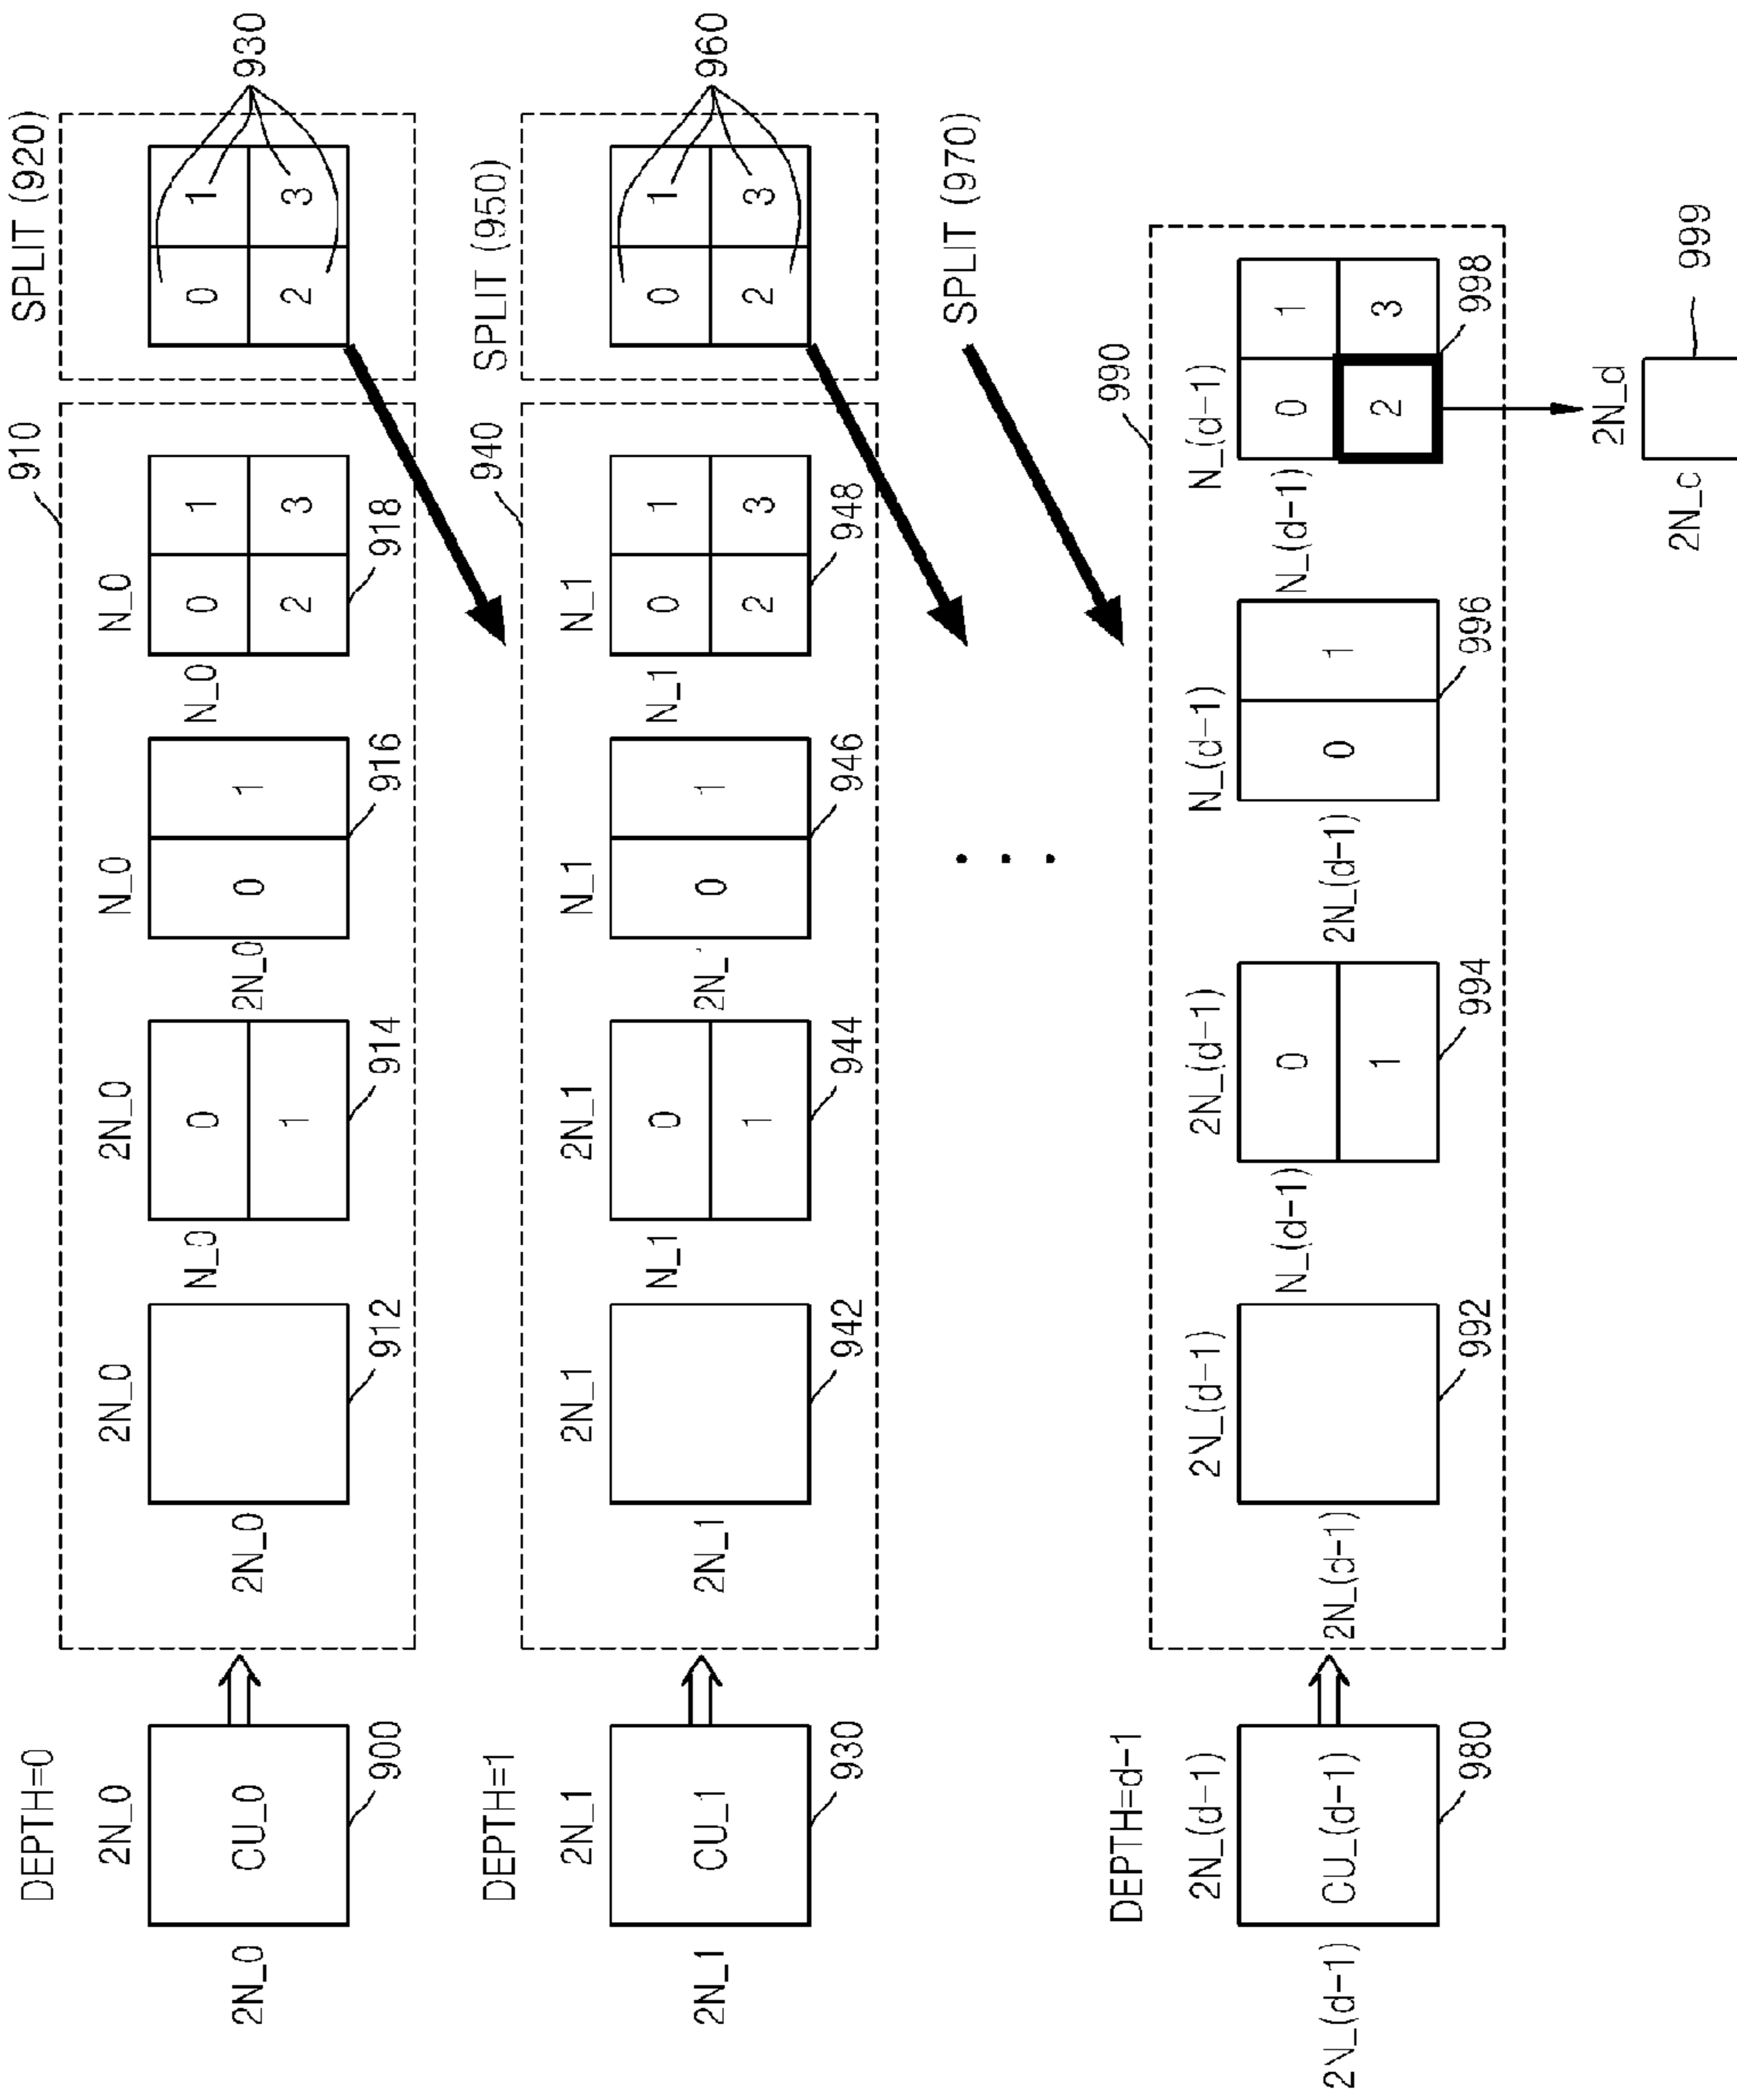 DEPTH=0
2N_0
2N_0
CU_0
900
910
2N_0
2N_0
912
2N_0
N_0
0
1
914
N_0
2N_0
0
1
916
N_0
N_0
0
1
2
3
918
SPLIT (920)
0
1
2
3
930
DEPTH=1
2N_1
2N_1
CU_1
930
940
2N_1
2N_1
942
2N_1
N_1
0
1
944
N_1
0
1
946
N_1
N_1
0
1
2
3
948
SPLIT (950)
0
1
2
3
960
SPLIT (970)
DEPTH=d-1
2N_(d-1)
2N_(d-1)
CU_(d-1)
980
990
2N_(d-1)
2N_(d-1)
992
2N_(d-1)
N_(d-1)
0
1
994
N_(d-1)
2N_(d-1)
0
1
996
N_(d-1)
N_(d-1)
0
1
2
3
998
2N_d
2N_c
999